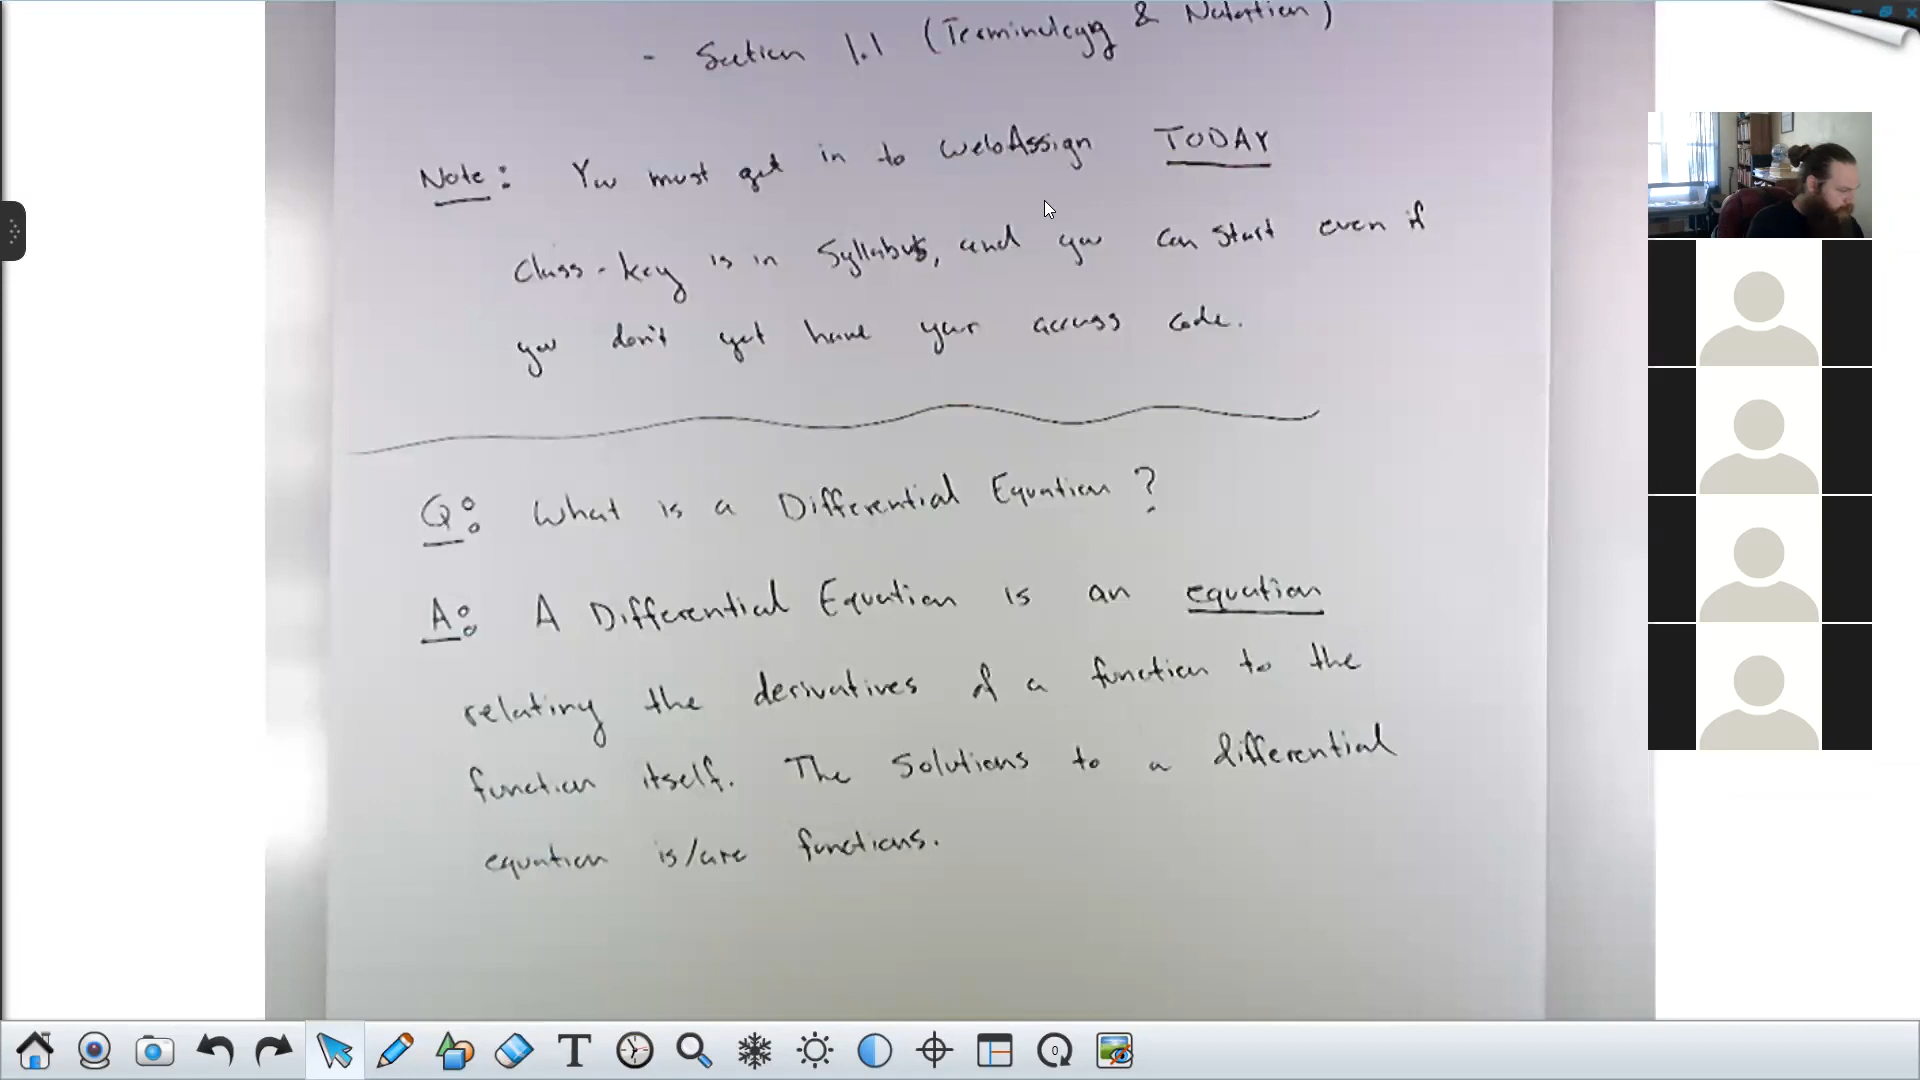 - Section 1.1 (Terminology & Notation)
Note: You must get in to WebAssign TODAY
Class-key is in Syllabus, and you can start even if
you don't yet have your access code.
Q: What is a Differential Equation?
A: A Differential Equation is an equation
relating the derivatives of a function to the
function itself. The solutions to a differential
equation is/are functions.
T
0